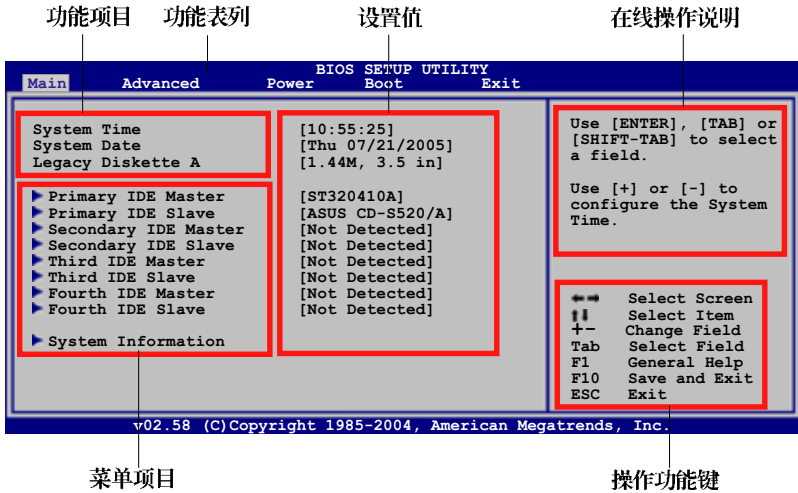 功能项目 功能表列 设置值 在线操作说明
BIOS SETUP UTILITY
Main Advanced Power Boot Exit
System Time [10:55:25]
System Date [Thu 07/21/2005]
Legacy Diskette A [1.44M, 3.5 in]
Primary IDE Master [ST320410A]
Primary IDE Slave [ASUS CD-S520/A]
Secondary IDE Master [Not Detected]
Secondary IDE Slave [Not Detected]
Third IDE Master [Not Detected]
Third IDE Slave [Not Detected]
Fourth IDE Master [Not Detected]
Fourth IDE Slave [Not Detected]
System Information
Use [ENTER], [TAB] or
[SHIFT-TAB] to select
a field.
Use [+] or [-] to
configure the System
Time.
←→ Select Screen
↑↓ Select Item
+- Change Field
Tab Select Field
F1 General Help
F10 Save and Exit
ESC Exit
v02.58 (C)Copyright 1985-2004, American Megatrends, Inc.
菜单项目 操作功能键